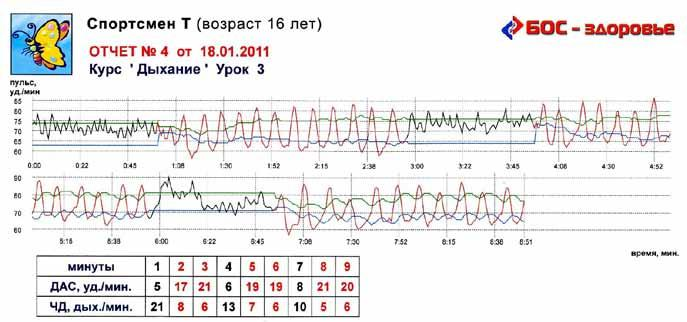 Спортсмен Т (возраст 16 лет)
БОС - здоровье
ОТЧЕТ № 4 от 18.01.2011
Курс ' Дыхание ' Урок 3
пульс,
уд./мин
85
80
75
70
65
60
0:00 0:22 0:45 1:08 1:30 1:52 2:15 2:38 3:00 3:22 3:45 4:08 4:30 4:52
90
80
70
60
5:15 5:38 6:00 6:22 6:45 7:08 7:30 7:52 8:15 8:38 8:51
время, мин.
минуты 1 2 3 4 5 6 7 8 9
ДАС, уд./мин. 5 17 21 6 19 19 8 21 20
ЧД, дых./мин. 21 8 6 13 7 6 10 5 6